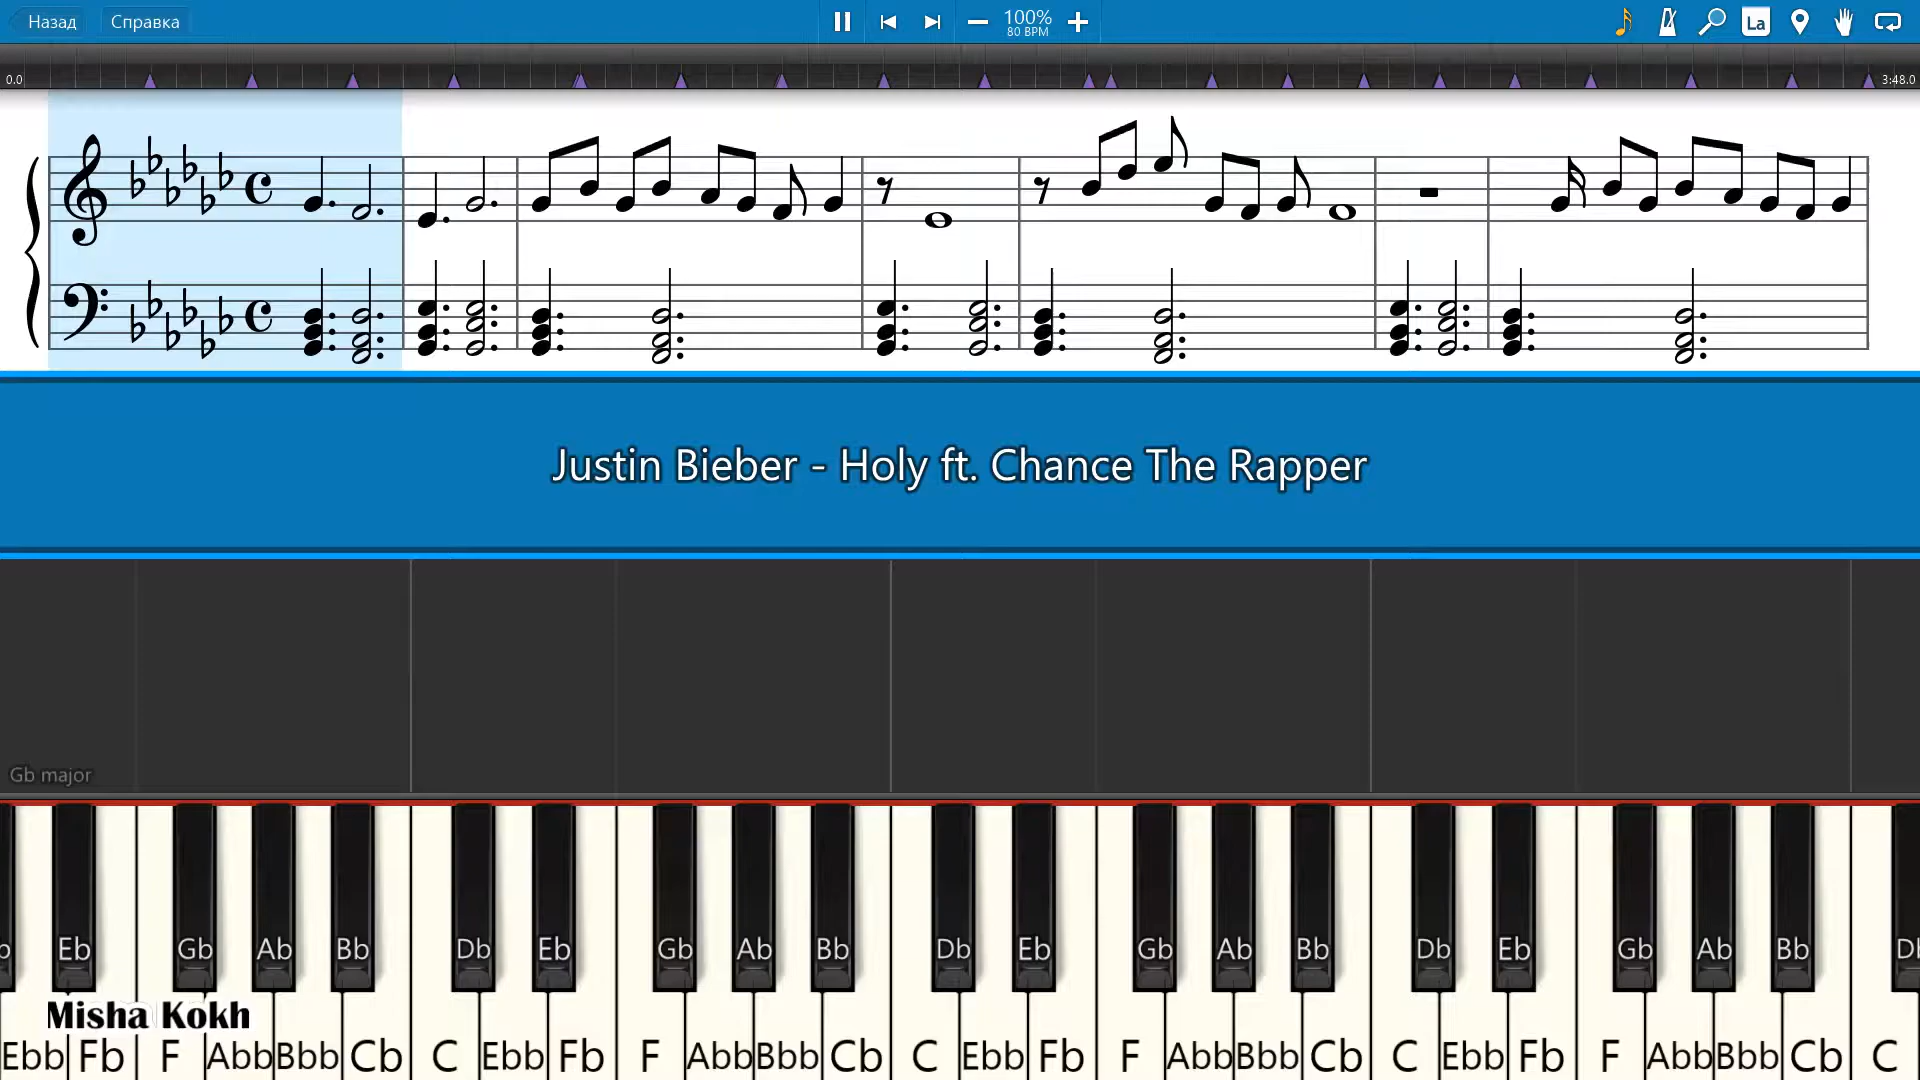 Назад Справка 100% La
80 BPM
0.0 3:48.0
Justin Bieber - Holy ft. Chance The Rapper
Gb major
Eb Gb Ab Bb Db Eb Gb Ab Bb Db Eb Gb Ab Bb Db Eb Gb Ab Bb
Misha Kokh
Ebb Fb F Abb Bbb Cb C Ebb Fb F Abb Bbb Cb C Ebb Fb F Abb Bbb Cb C Ebb Fb F Abb Bbb Cb C